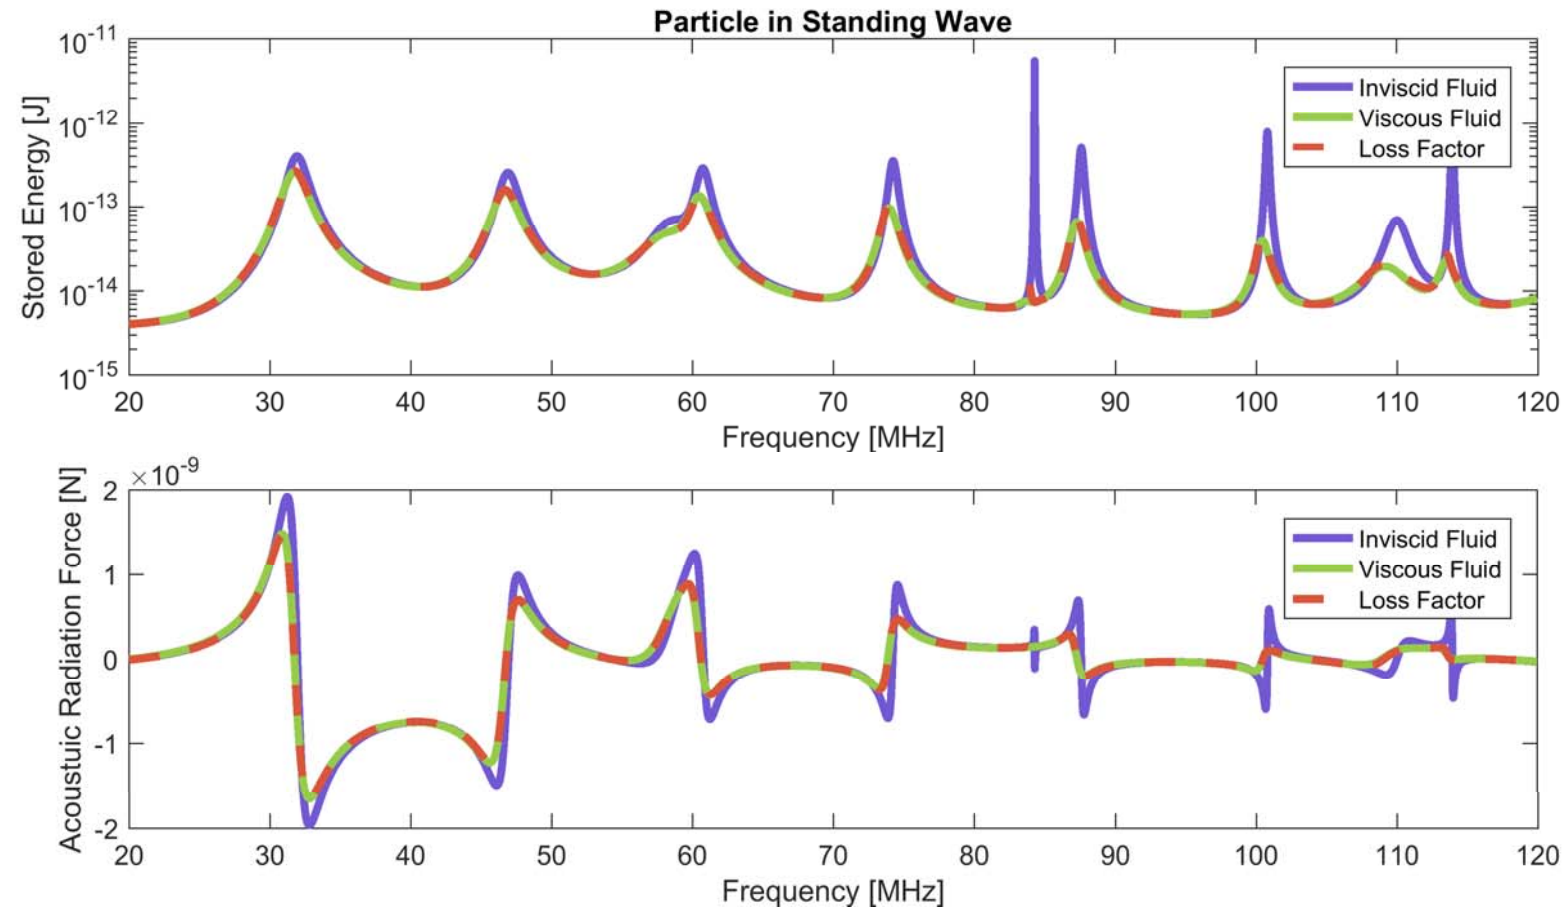 Particle in Standing Wave
Stored Energy [J]
10-11
10-12
10-13
10-14
10-15
Inviscid Fluid
Viscous Fluid
Loss Factor
20 30 40 50 60 70 80 90 100 110 120
Frequency [MHz]
Acoustuic Radiation Force [N]
×10-9
2
1
0
-1
-2
Inviscid Fluid
Viscous Fluid
Loss Factor
20 30 40 50 60 70 80 90 100 110 120
Frequency [MHz]